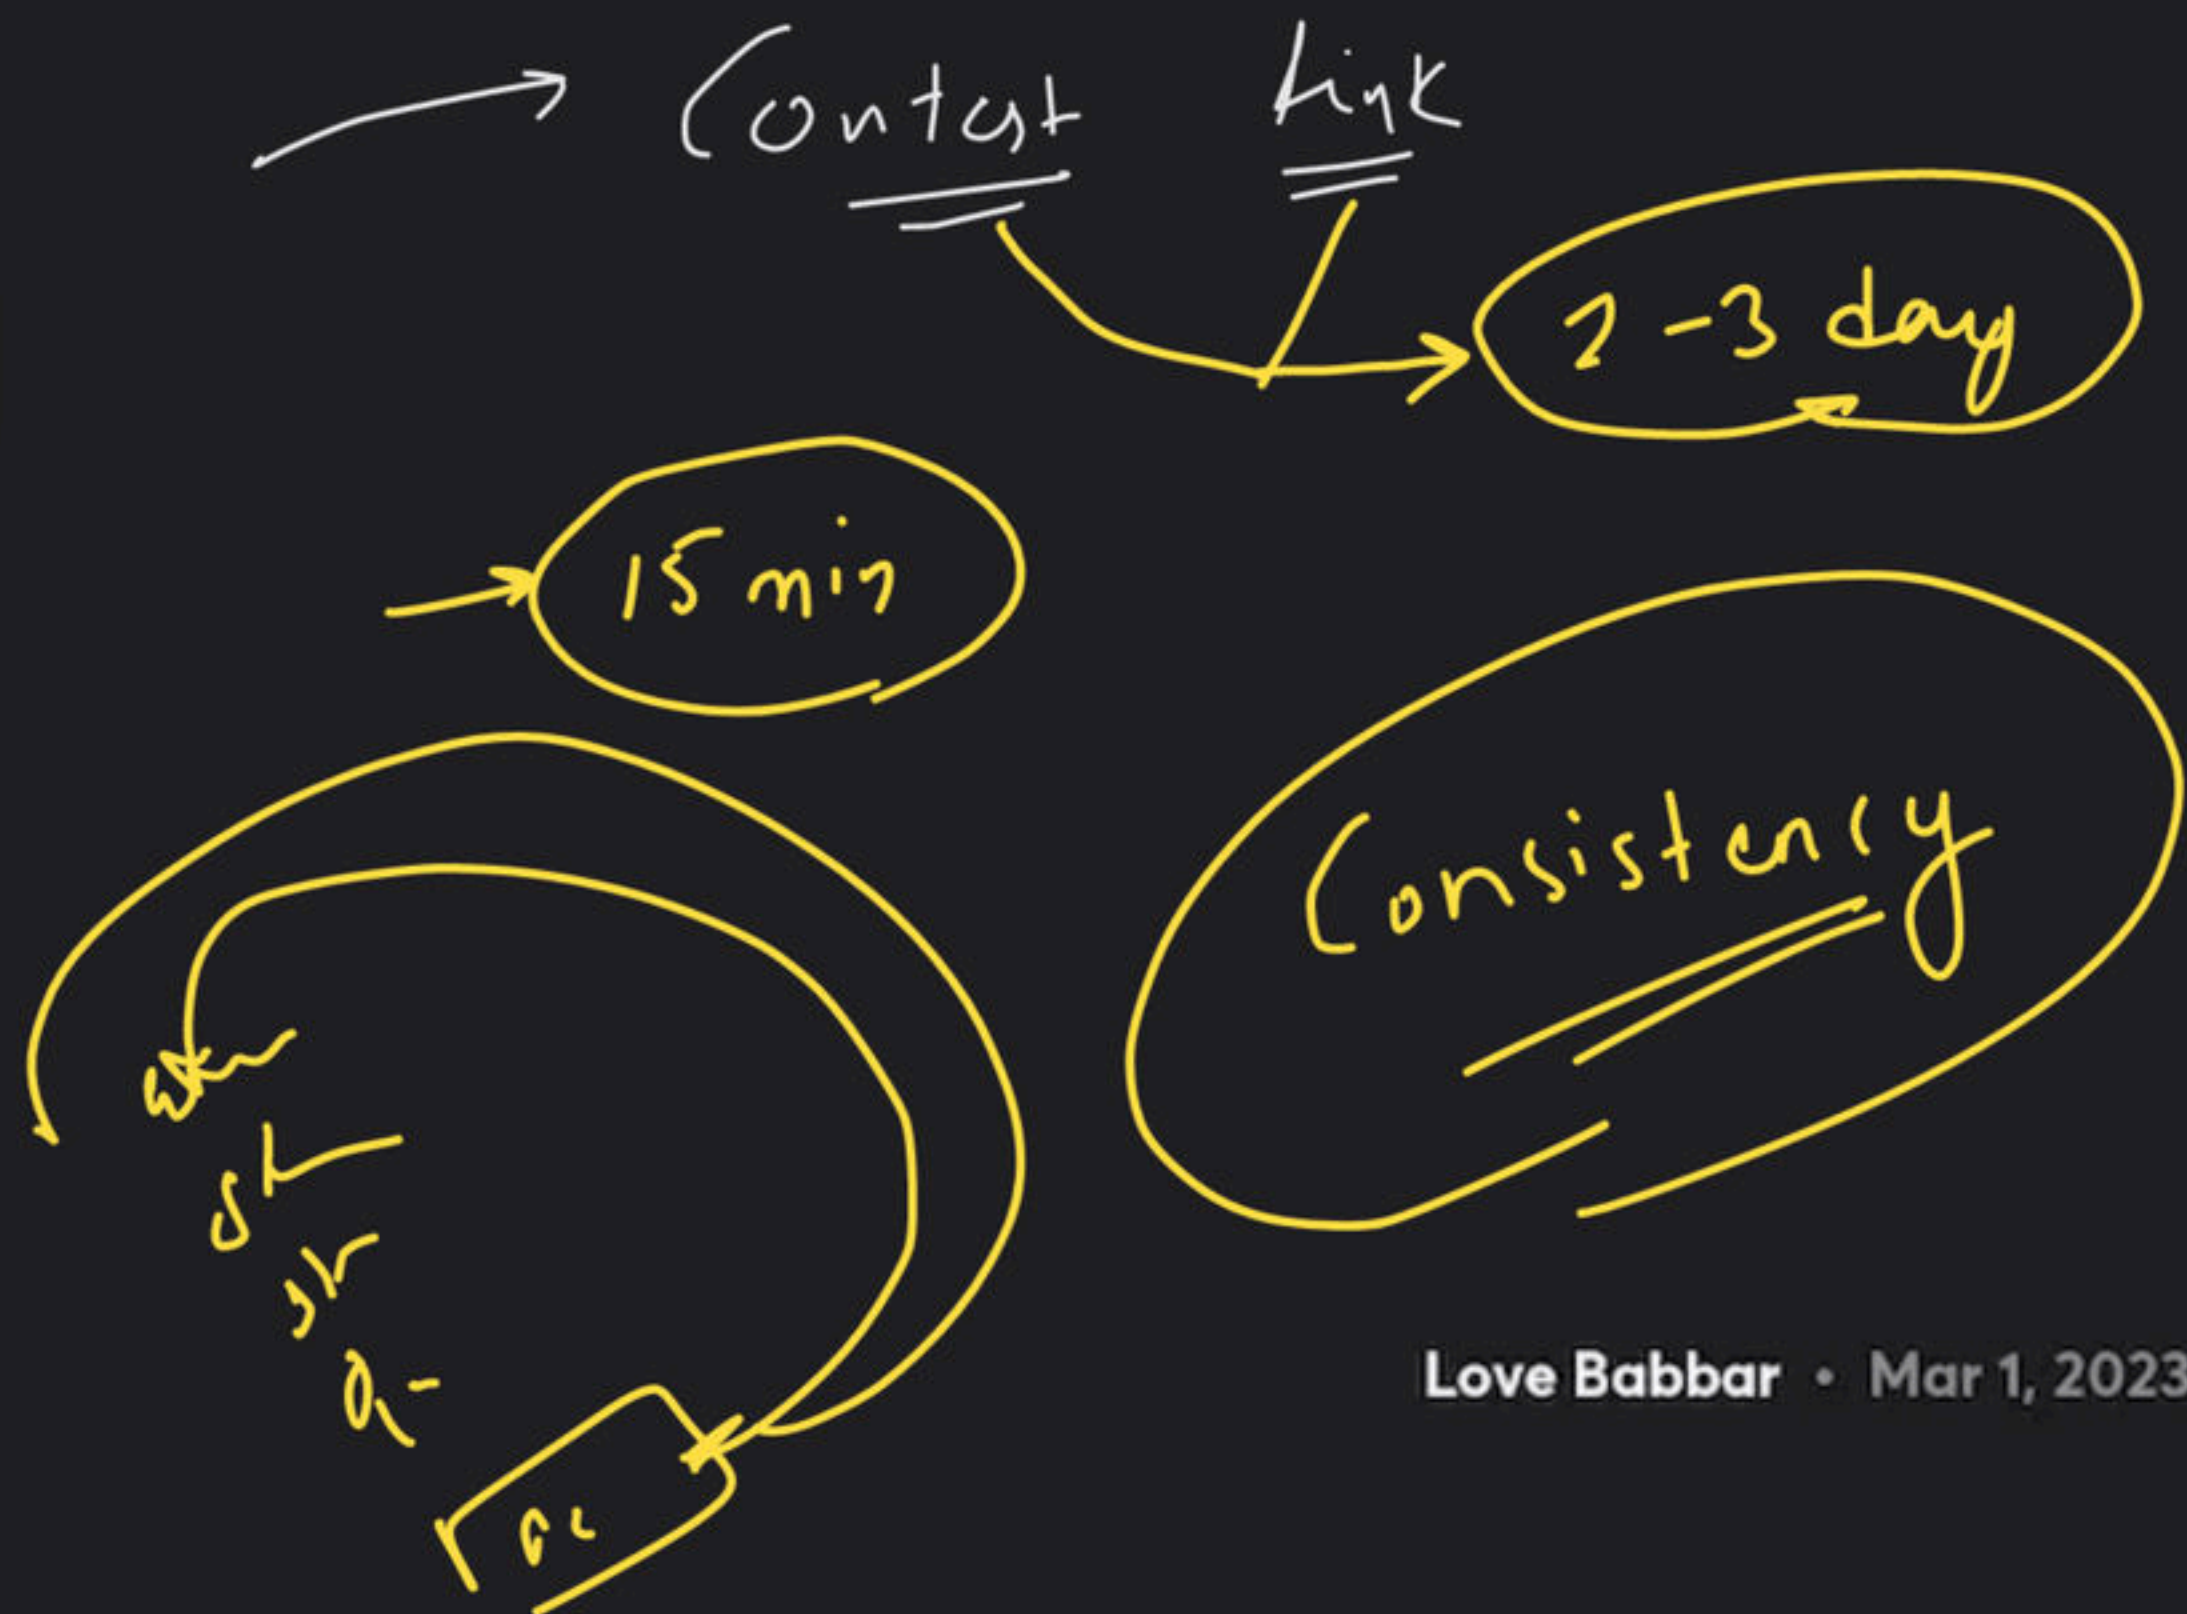 Contest Link
2-3 day
15 min
Consistency
Love Babbar • Mar 1, 2023